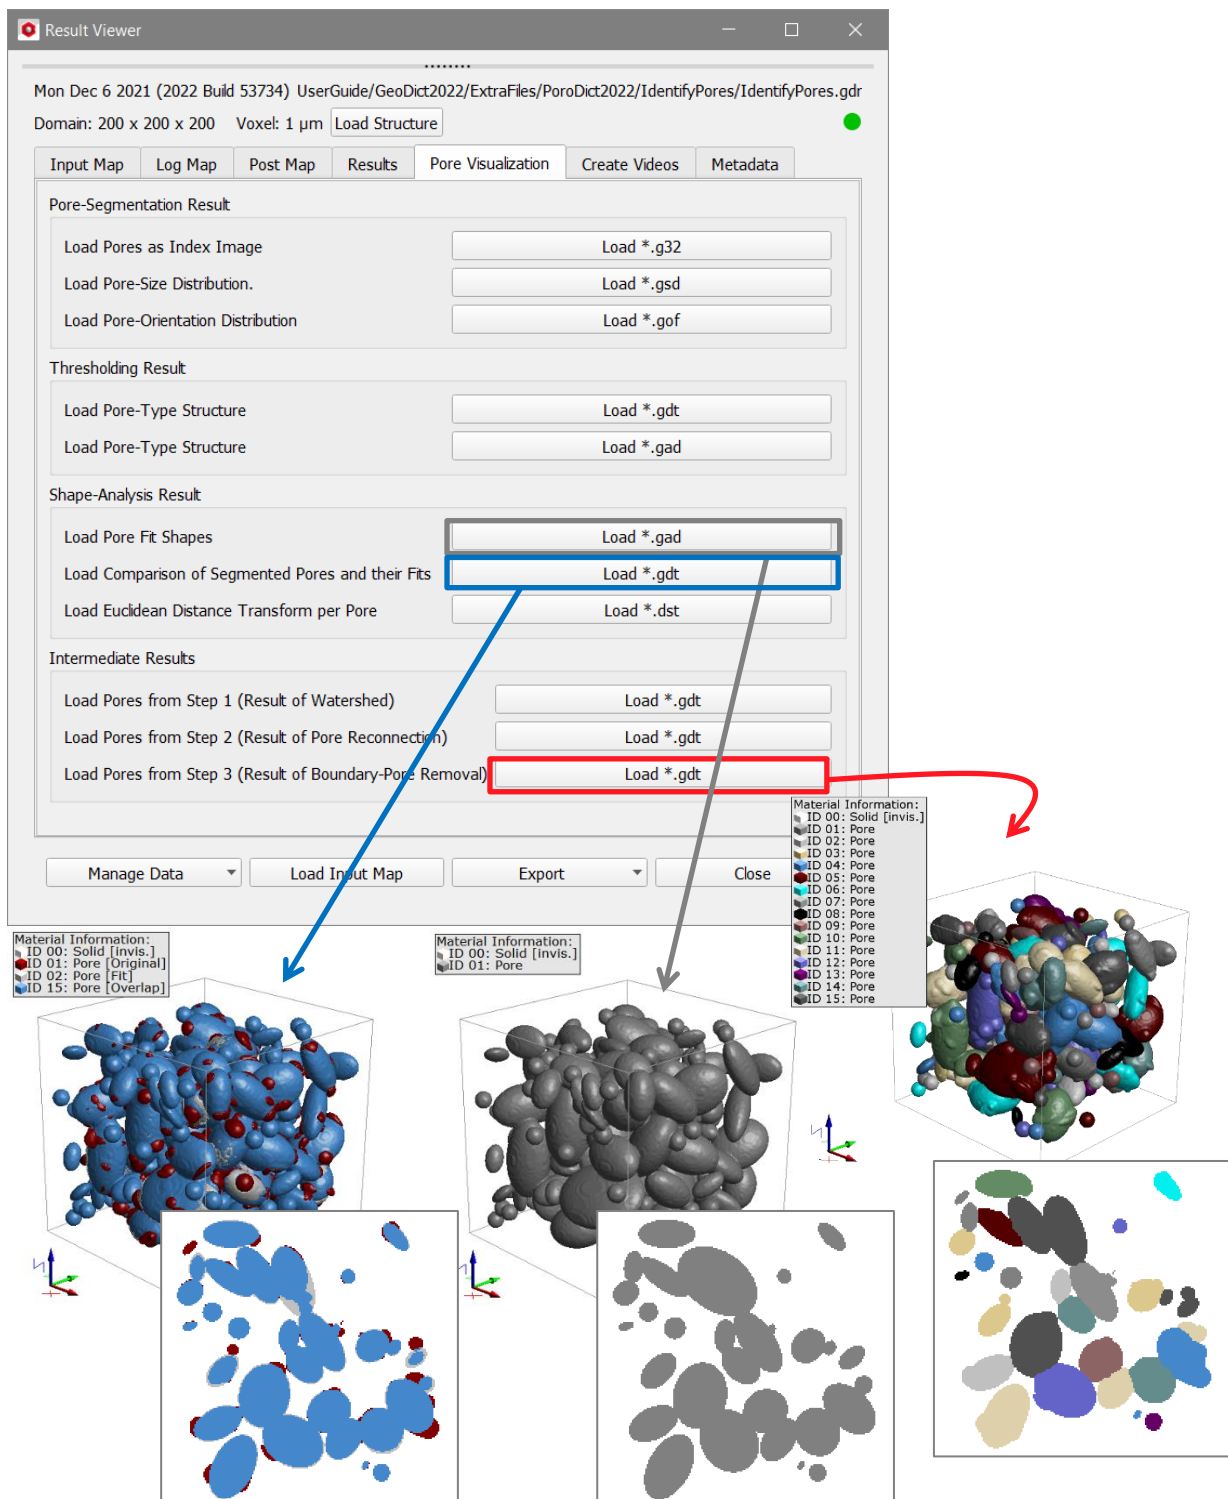 Result Viewer
Mon Dec 6 2021 (2022 Build 53734) UserGuide/GeoDict2022/ExtraFiles/PoroDict2022/IdentifyPores/IdentifyPores.gdr
Domain: 200 x 200 x 200 Voxel: 1 µm Load Structure
Input Map Log Map Post Map Results Pore Visualization Create Videos Metadata
Pore-Segmentation Result
Load Pores as Index Image Load *.g32
Load Pore-Size Distribution. Load *.gsd
Load Pore-Orientation Distribution Load *.gof
Thresholding Result
Load Pore-Type Structure Load *.gdt
Load Pore-Type Structure Load *.gad
Shape-Analysis Result
Load Pore Fit Shapes Load *.gad
Load Comparison of Segmented Pores and their Fits Load *.gdt
Load Euclidean Distance Transform per Pore Load *.dst
Intermediate Results
Load Pores from Step 1 (Result of Watershed) Load *.gdt
Load Pores from Step 2 (Result of Pore Reconnection) Load *.gdt
Load Pores from Step 3 (Result of Boundary-Pore Removal) Load *.gdt
Manage Data Load Input Map Export Close
Material Information:
ID 00: Solid [invis.]
ID 01: Pore
ID 02: Pore
ID 03: Pore
ID 04: Pore
ID 05: Pore
ID 06: Pore
ID 07: Pore
ID 08: Pore
ID 09: Pore
ID 10: Pore
ID 11: Pore
ID 12: Pore
ID 13: Pore
ID 14: Pore
ID 15: Pore
Material Information:
ID 00: Solid [invis.]
ID 01: Pore [Original]
ID 02: Pore [Fit]
ID 15: Pore [Overlap]
Material Information:
ID 00: Solid [invis.]
ID 01: Pore